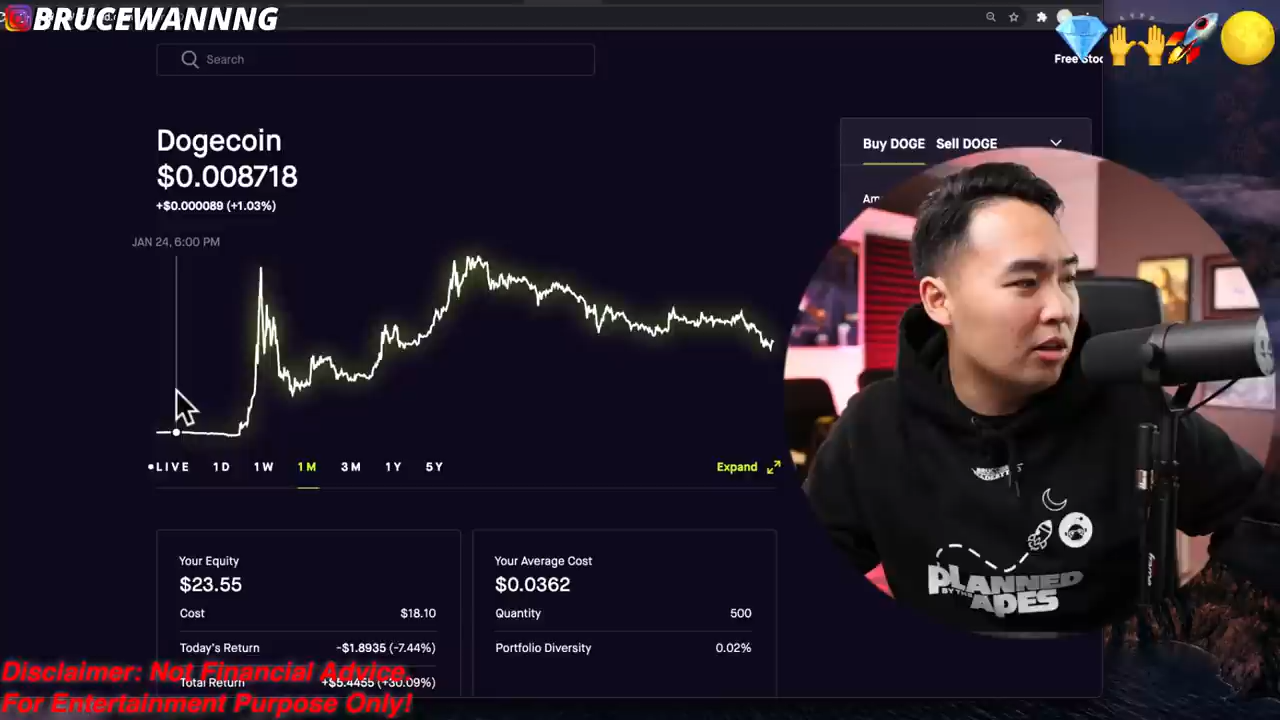 BRUCEWANNNG
Search
Free Stoc
Dogecoin
$0.008718
+$0.000089 (+1.03%)
JAN 24, 6:00 PM
Buy DOGE Sell DOGE
LIVE 1D 1W 1M 3M 1Y 5Y
Expand
Your Equity
$23.55
Cost $18.10
Today's Return -$1.8935 (-7.44%)
Total Return +$5.4455 (+30.09%)
Your Average Cost
$0.0362
Quantity 500
Portfolio Diversity 0.02%
PLANNED
BY THE APES
Disclaimer: Not Financial Advice.
For Entertainment Purpose Only!